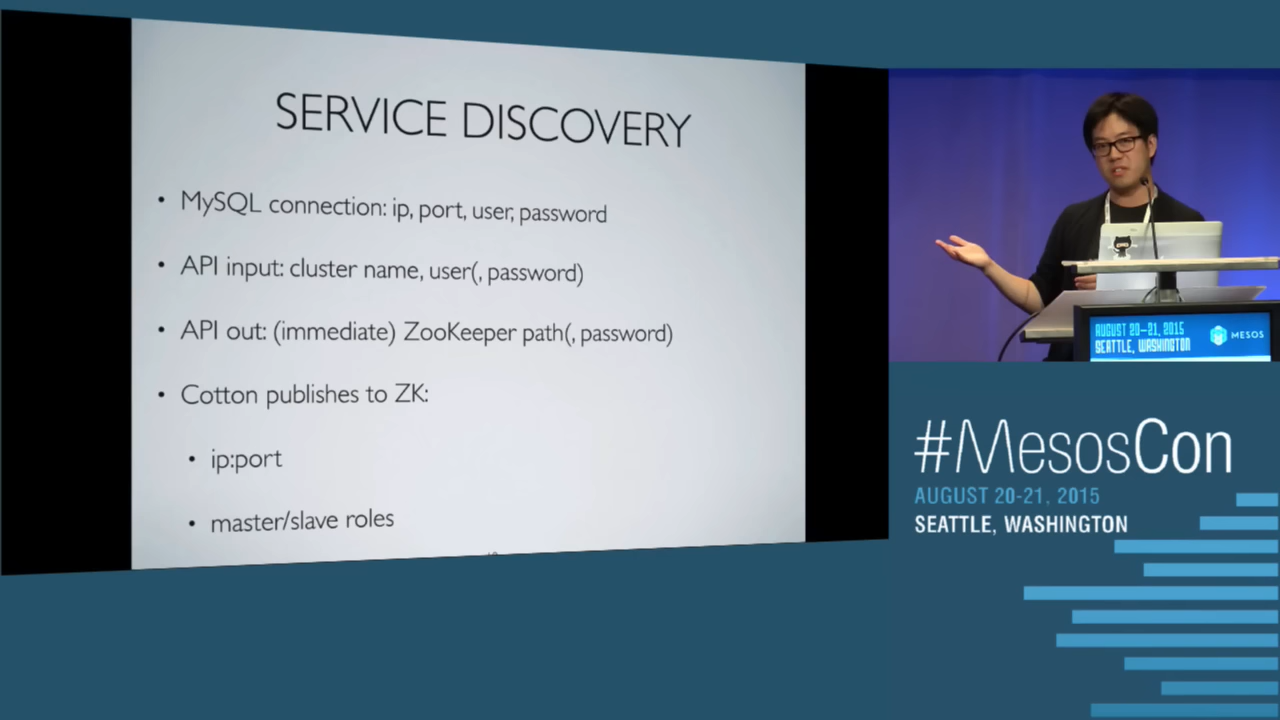 SERVICE DISCOVERY
• MySQL connection: ip, port, user, password
• API input: cluster name, user(, password)
• API out: (immediate) ZooKeeper path(, password)
• Cotton publishes to ZK:
• ip:port
• master/slave roles
AUGUST 20–21, 2015
SEATTLE, WASHINGTON
MESOS
#MesosCon
AUGUST 20-21, 2015
SEATTLE, WASHINGTON